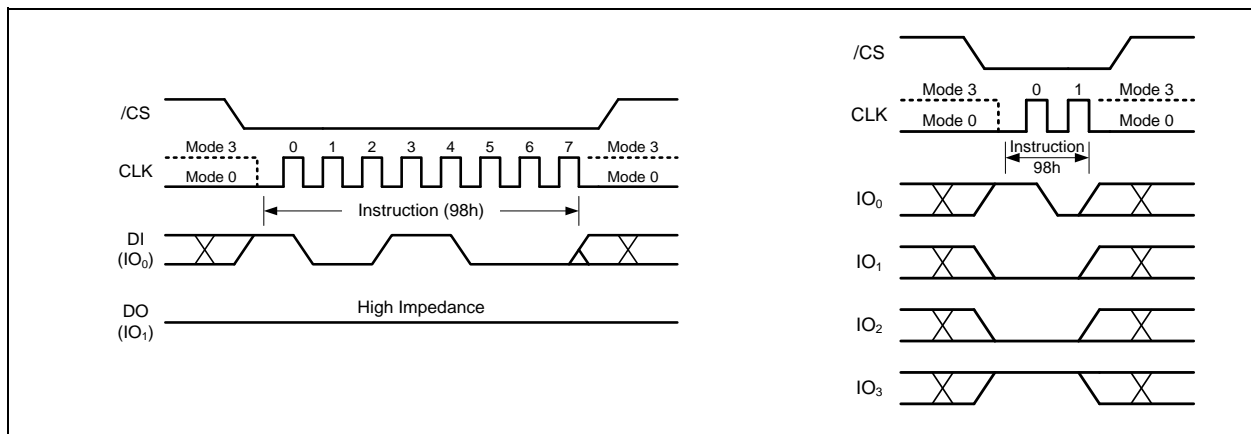 /CS
Mode 3 0 1 2 3 4 5 6 7 Mode 3
CLK
Mode 0 Mode 0
Instruction (98h)
DI
(IO₀)
High Impedance
DO
(IO₁)
/CS
Mode 3 0 1 Mode 3
CLK
Mode 0 Mode 0
Instruction
98h
IO₀
IO₁
IO₂
IO₃